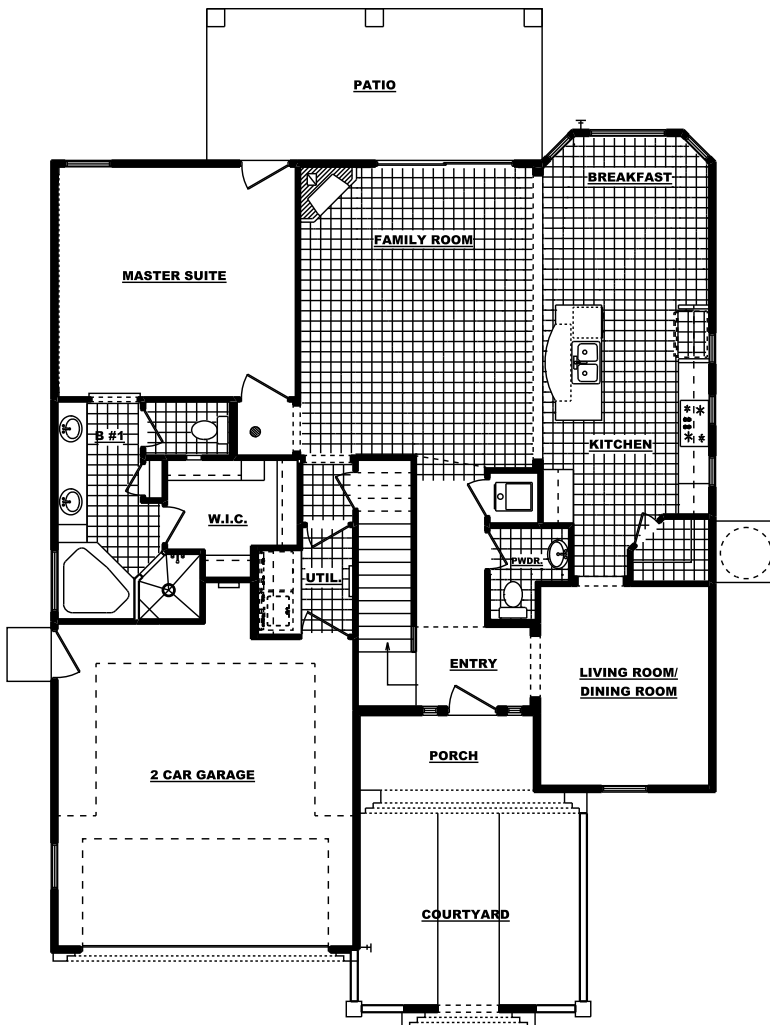 PATIO
BREAKFAST
FAMILY ROOM
MASTER SUITE
B #1
KITCHEN
W.I.C.
PWDR.
UTIL.
ENTRY
LIVING ROOM/
DINING ROOM
PORCH
2 CAR GARAGE
COURTYARD